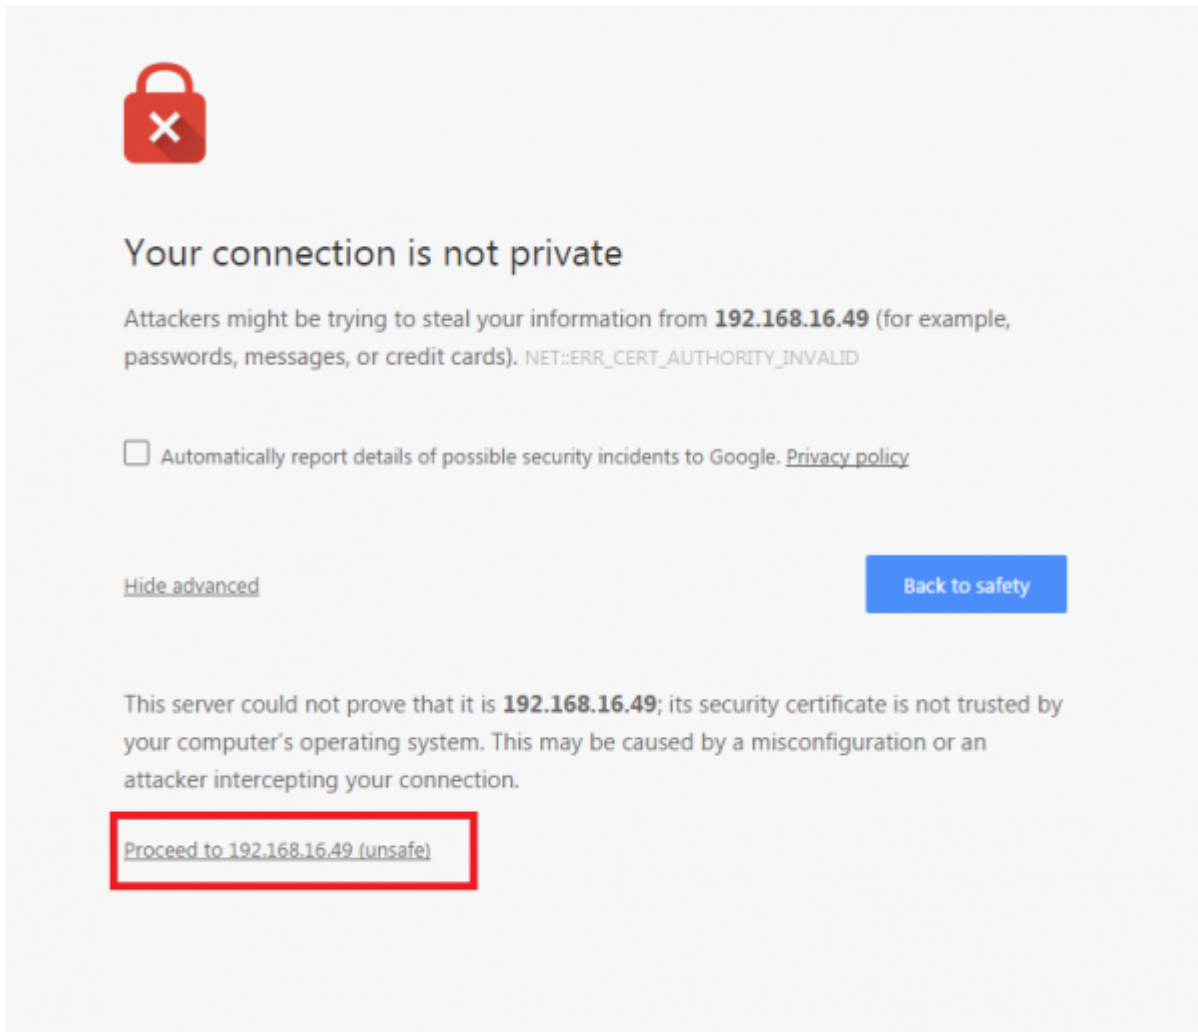 Your connection is not private
Attackers might be trying to steal your information from 192.168.16.49 (for example,
passwords, messages, or credit cards). NET::ERR_CERT_AUTHORITY_INVALID
Automatically report details of possible security incidents to Google. Privacy policy
Hide advanced
Back to safety
This server could not prove that it is 192.168.16.49; its security certificate is not trusted by
your computer's operating system. This may be caused by a misconfiguration or an
attacker intercepting your connection.
Proceed to 192.168.16.49 (unsafe)